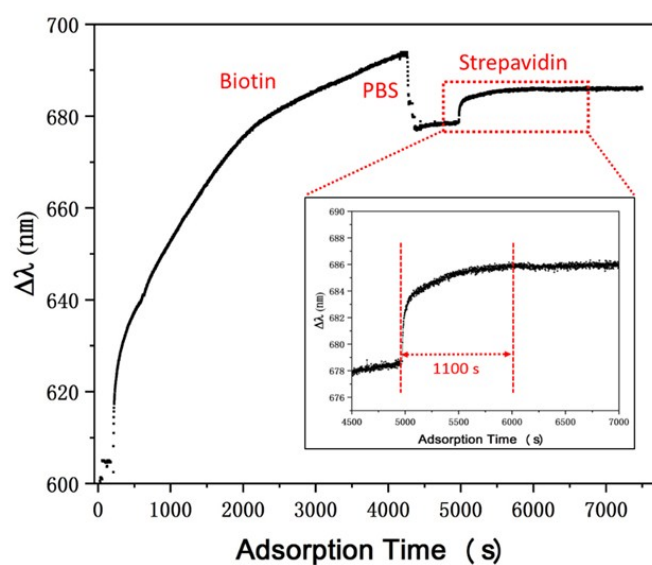 700
680
660
640
620
600
Δλ (nm)
Biotin
PBS
Strepavidin
690
688
686
684
682
680
678
676
Δλ (nm)
1100 s
4500 5000 5500 6000 6500 7000
Adsorption Time (s)
0 1000 2000 3000 4000 5000 6000 7000
Adsorption Time (s)